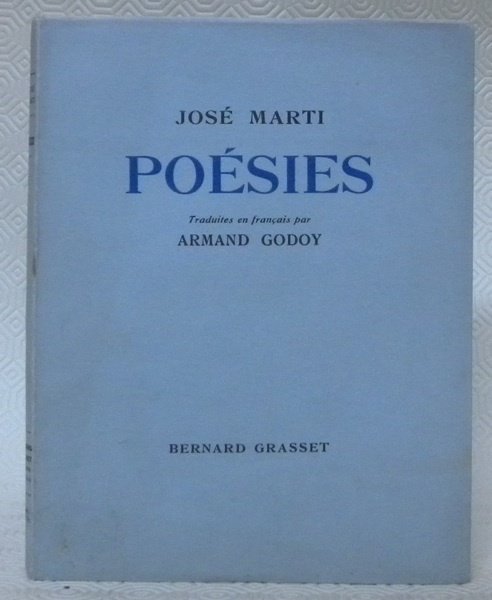 JOSÉ MARTI
POÉSIES
Traduites en français par
ARMAND GODOY
BERNARD GRASSET